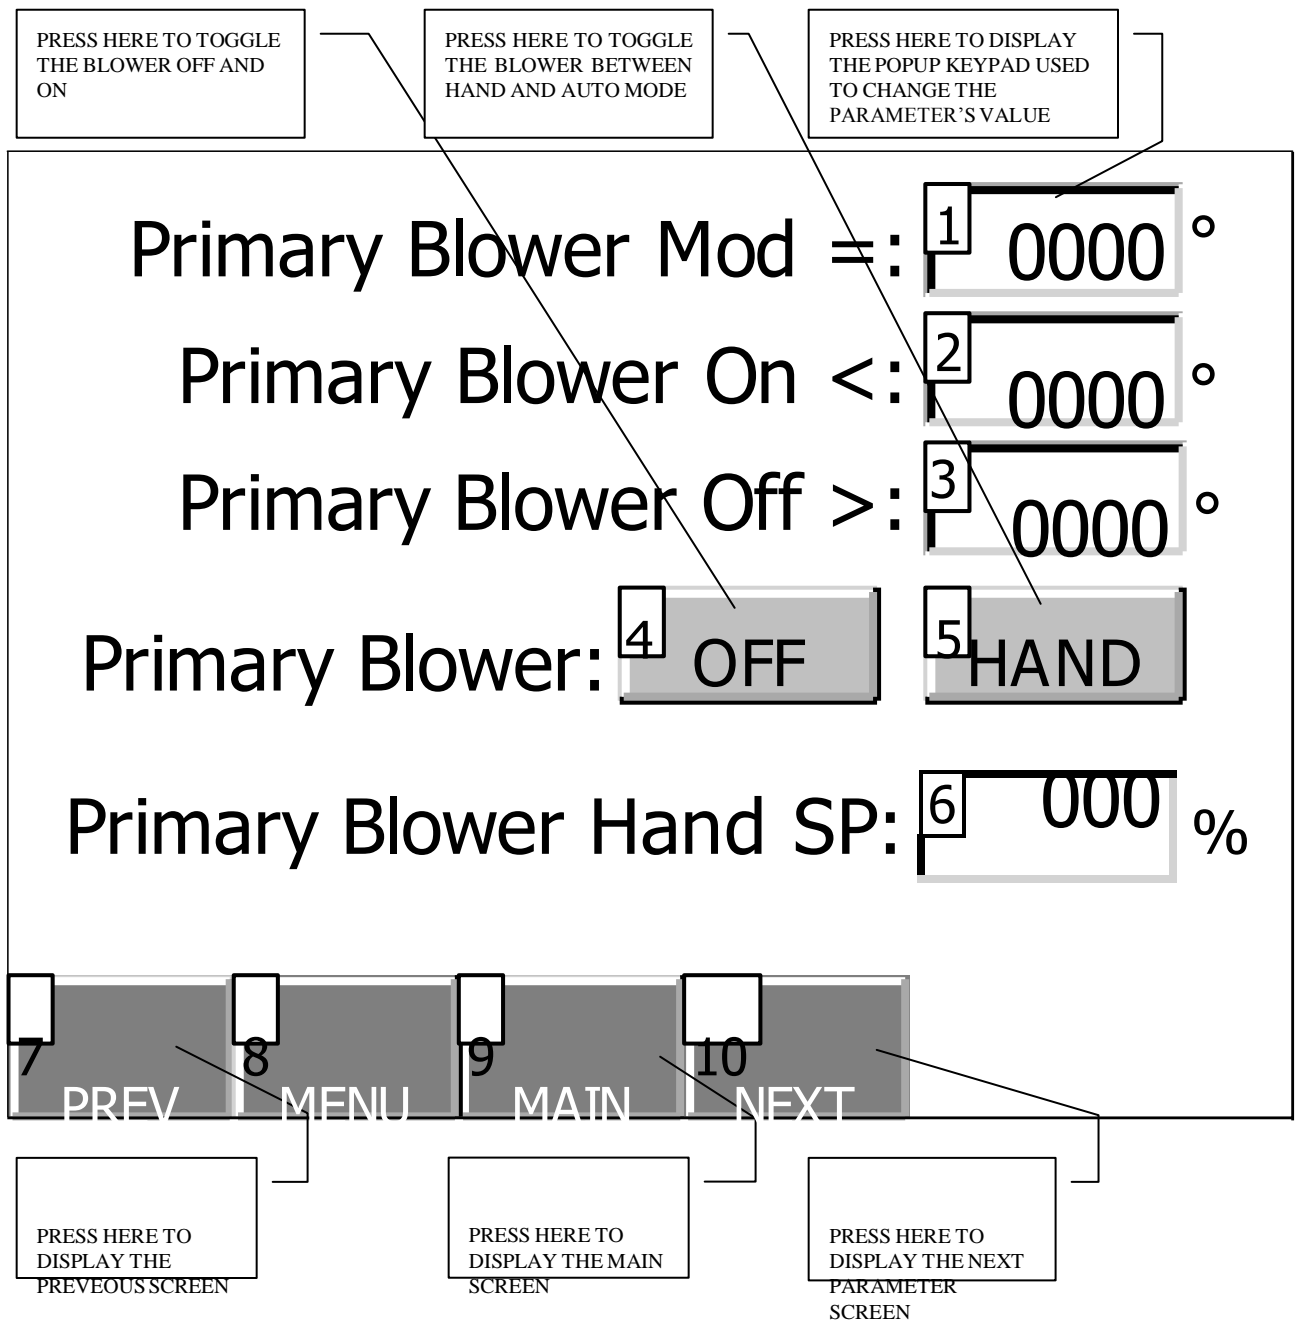 PRESS HERE TO TOGGLE
THE BLOWER OFF AND
ON
PRESS HERE TO TOGGLE
THE BLOWER BETWEEN
HAND AND AUTO MODE
PRESS HERE TO DISPLAY
THE POPUP KEYPAD USED
TO CHANGE THE
PARAMETER'S VALUE
Primary Blower Mod =: 1 0000 °
Primary Blower On <: 2 0000 °
Primary Blower Off >: 3 0000 °
Primary Blower: 4 OFF 5 HAND
Primary Blower Hand SP: 6 000 %
7 8 9 10
PREV MENU MAIN NEXT
PRESS HERE TO
DISPLAY THE
PREVEOUS SCREEN
PRESS HERE TO
DISPLAY THE MAIN
SCREEN
PRESS HERE TO
DISPLAY THE NEXT
PARAMETER
SCREEN